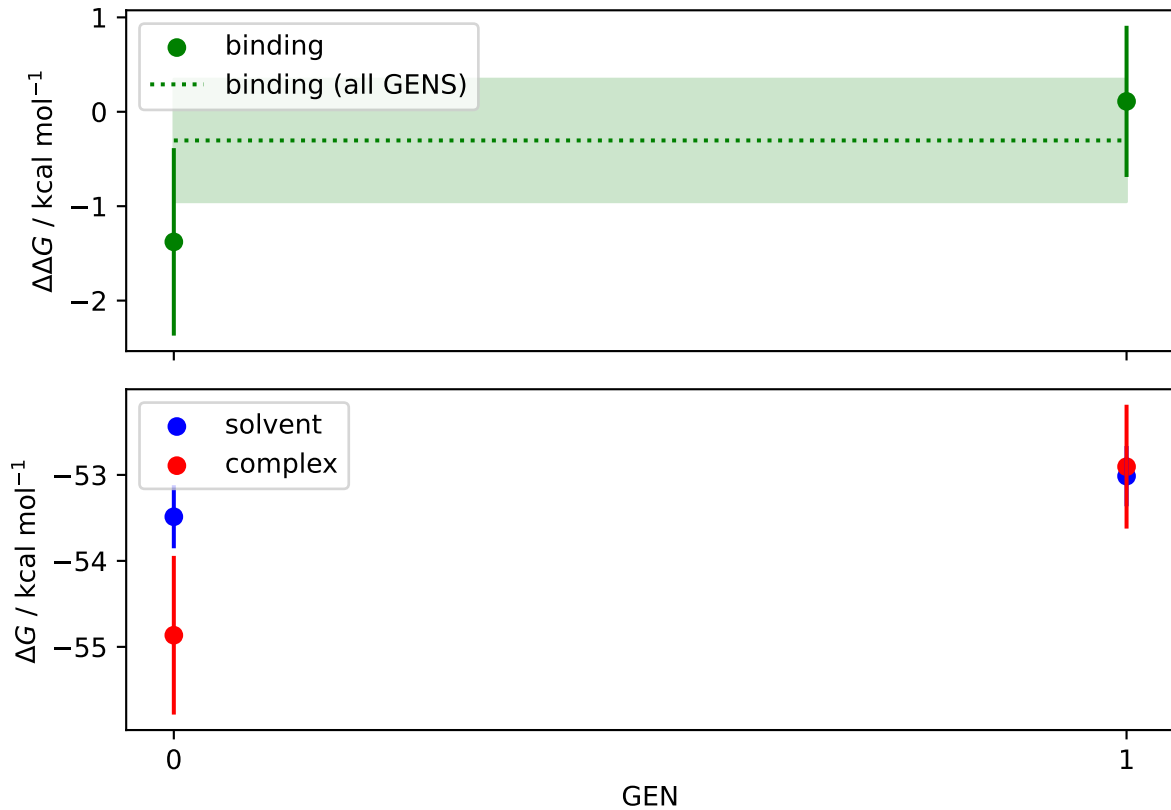 1
0
−1
−2
ΔΔG / kcal mol⁻¹
binding
binding (all GENS)
−53
−54
−55
ΔG / kcal mol⁻¹
solvent
complex
0
1
GEN